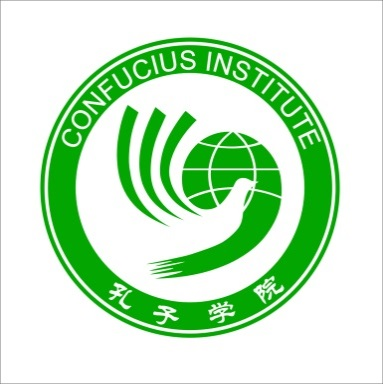 CONFUCIUS INSTITUTE
孔子学院